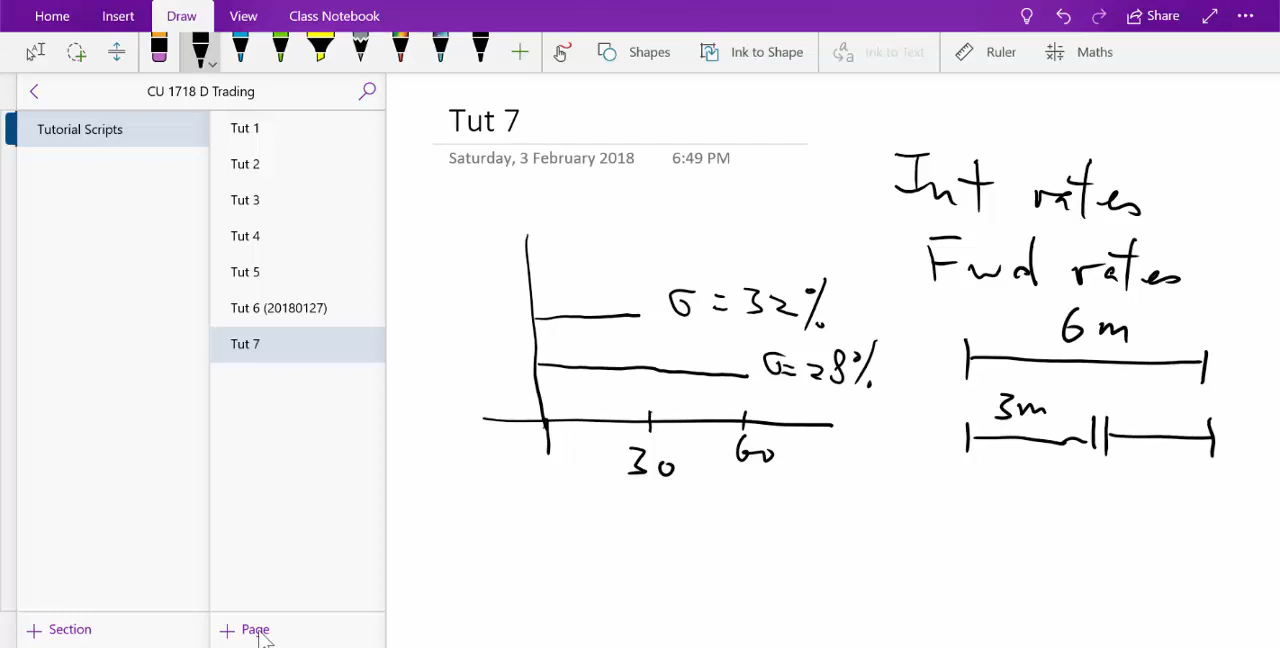 Home Insert Draw View Class Notebook Share
Shapes Ink to Shape Ink to Text Ruler Maths
CU 1718 D Trading
Tutorial Scripts
Tut 1
Tut 2
Tut 3
Tut 4
Tut 5
Tut 6 (20180127)
Tut 7
+ Section
+ Page
Tut 7
Saturday, 3 February 2018 6:49 PM
Int rates
Fwd rates
σ = 32%
σ = 28%
30 60
6m
3m